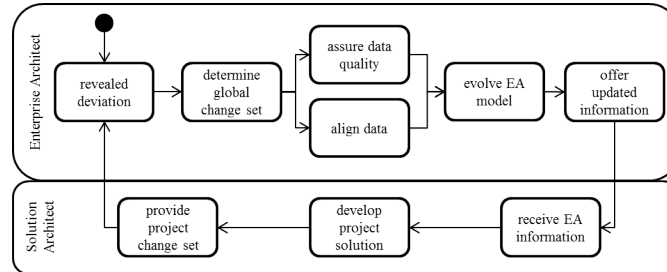 Enterprise Architect
revealed
deviation
determine
global
change set
assure data
quality
align data
evolve EA
model
offer
updated
information
Solution
Architect
provide
project
change set
develop
project
solution
receive EA
information